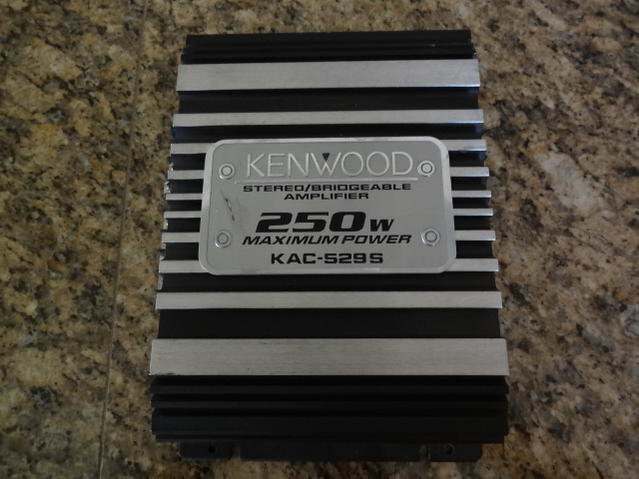 KENWOOD
STEREO/BRIDGEABLE
AMPLIFIER
250W
MAXIMUM POWER
KAC-529S